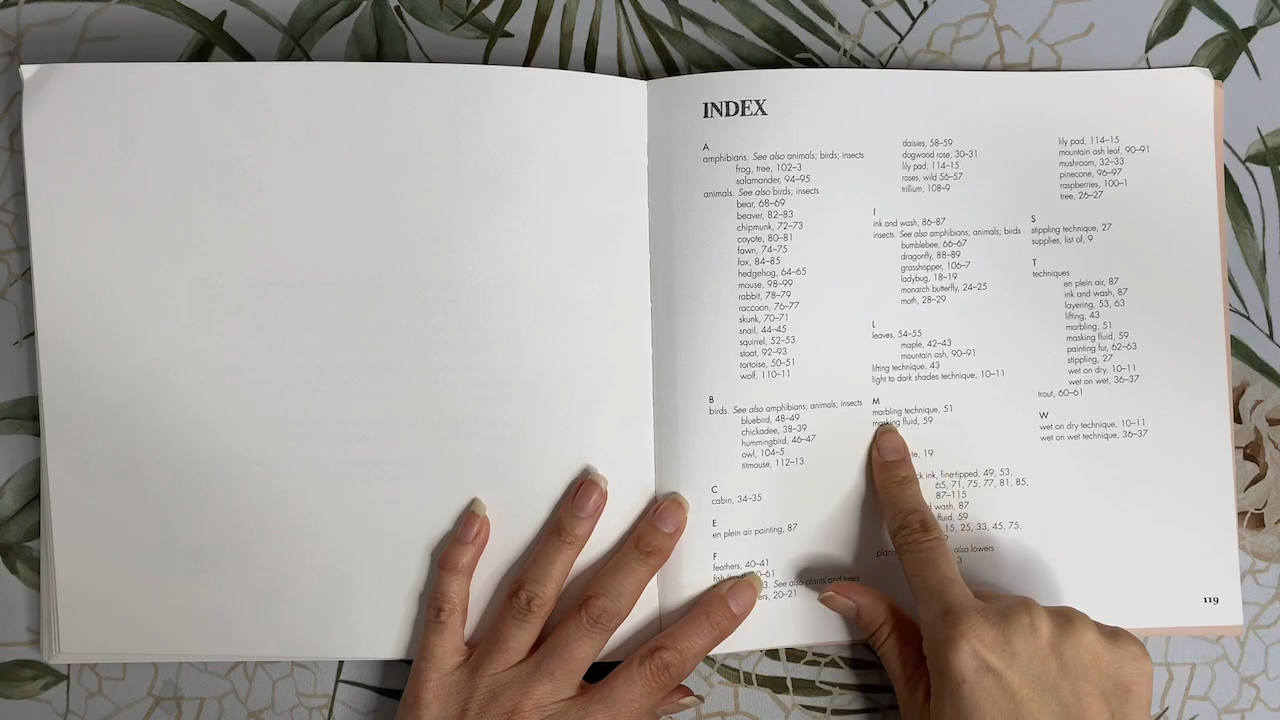 INDEX
A
amphibians. See also animals; birds; insects
frog, tree, 102–3
salamander, 94–95
animals. See also birds; insects
bear, 68–69
beaver, 82–83
chipmunk, 72–73
coyote, 80–81
fawn, 74–75
fox, 84–85
hedgehog, 64–65
mouse, 98–99
rabbit, 78–79
raccoon, 76–77
skunk, 70–71
snail, 44–45
squirrel, 52–53
stoat, 92–93
tortoise, 50–51
wolf, 110–11
B
birds. See also amphibians; animals; insects
bluebird, 48–49
chickadee, 38–39
hummingbird, 46–47
owl, 104–5
titmouse, 112–13
C
cabin, 34–35
E
en plein air painting, 87
F
feathers, 40–41
See also plants and trees
20–21
daisies, 58–59
dogwood rose, 30–31
lily pad, 114–15
roses, wild 56–57
trillium, 108–9
I
ink and wash, 86–87
insects. See also amphibians; animals; birds
bumblebee, 66–67
dragonfly, 88–89
grasshopper, 106–7
ladybug, 18–19
monarch butterfly, 24–25
moth, 28–29
L
leaves, 54–55
maple, 42–43
mountain ash, 90–91
lifting technique, 43
light to dark shades technique, 10–11
M
marbling technique, 51
masking fluid, 59
19
ink, fine-tipped, 49, 53,
65, 71, 75, 77, 81, 85,
87–115
wash, 87
fluid, 59
15, 25, 33, 45, 75,
also lowers
lily pad, 114–15
mountain ash leaf, 90–91
mushroom, 32–33
pinecone, 96–97
raspberries, 100–1
tree, 26–27
S
stippling technique, 27
supplies, list of, 9
T
techniques
en plein air, 87
ink and wash, 87
layering, 53, 63
lifting, 43
marbling, 51
masking fluid, 59
painting fur, 62–63
stippling, 27
wet on dry, 10–11
wet on wet, 36–37
trout, 60–61
W
wet on dry technique, 10–11
wet on wet technique, 36–37
119